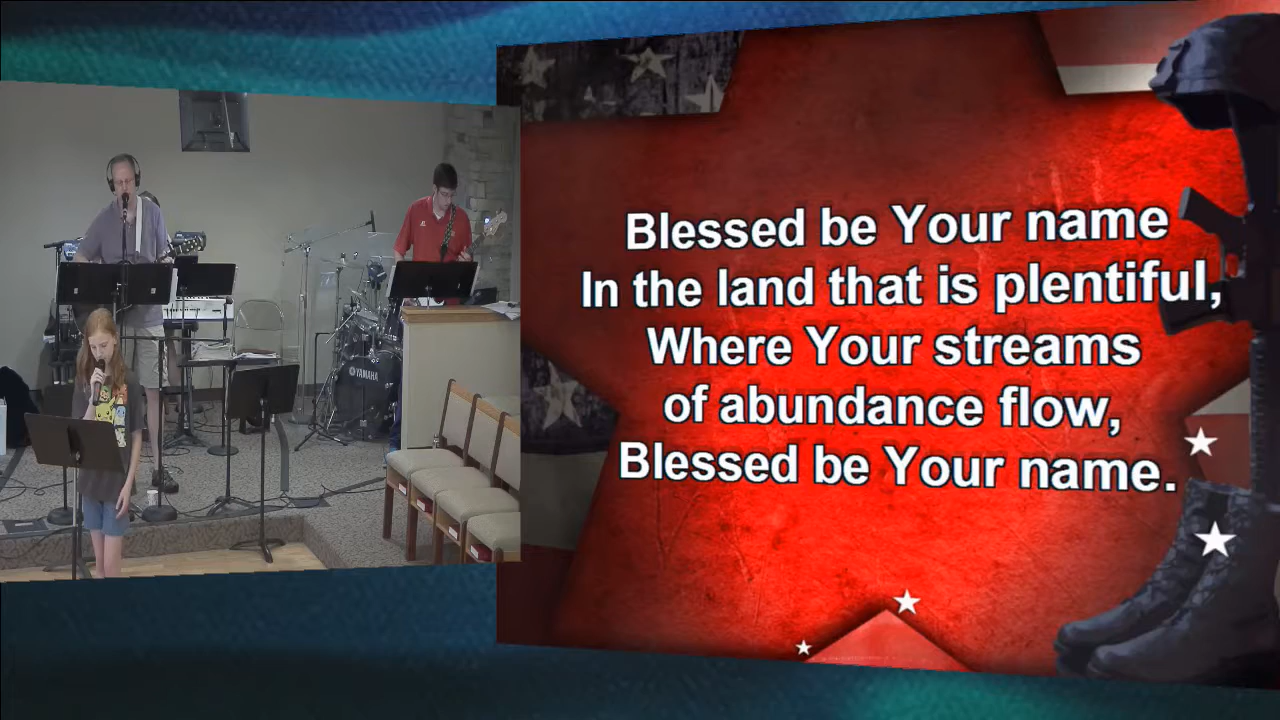 Blessed be Your name
In the land that is plentiful,
Where Your streams
of abundance flow,
Blessed be Your name.
YAMAHA